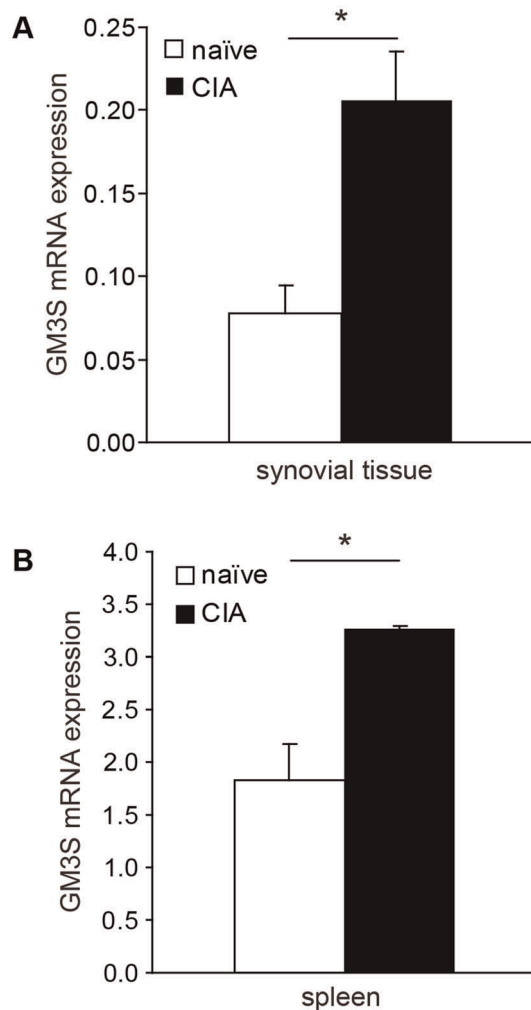 A
GM3S mRNA expression
0.25
0.20
0.15
0.10
0.05
0.00
naïve
CIA
*
synovial tissue
B
GM3S mRNA expression
4.0
3.5
3.0
2.5
2.0
1.5
1.0
0.5
0.0
naïve
CIA
*
spleen